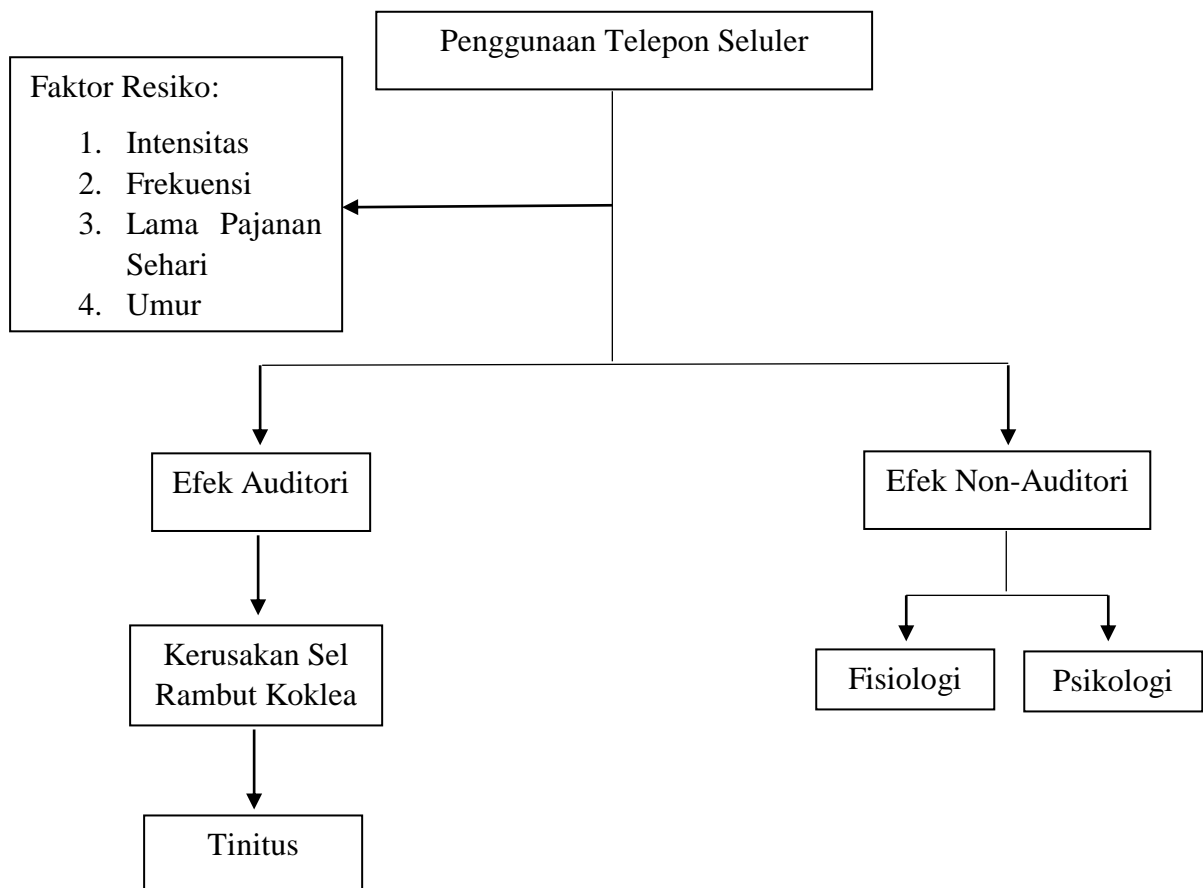 Penggunaan Telepon Seluler
Faktor Resiko:
1. Intensitas
2. Frekuensi
3. Lama Pajanan
Sehari
4. Umur
Efek Auditori
Efek Non-Auditori
Kerusakan Sel
Rambut Koklea
Fisiologi
Psikologi
Tinitus